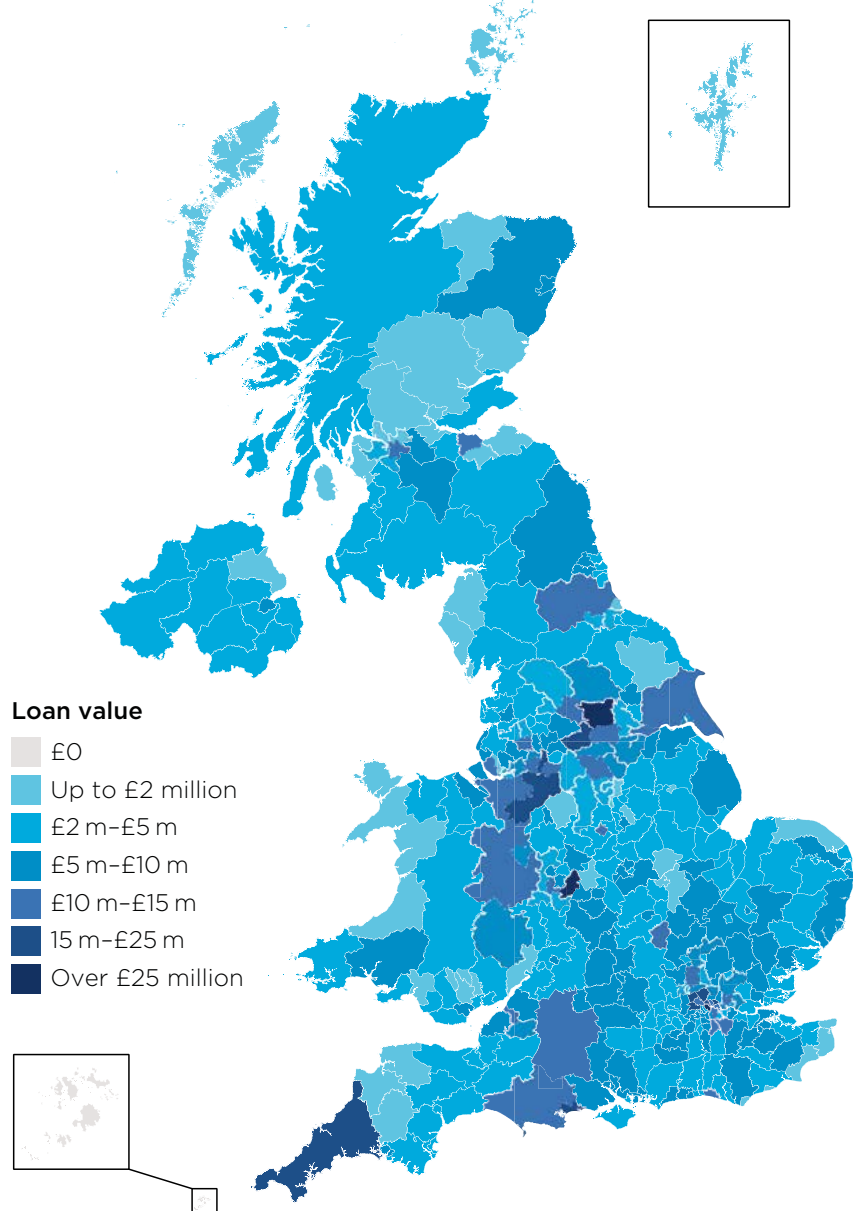 Loan value
£0
Up to £2 million
£2 m–£5 m
£5 m–£10 m
£10 m–£15 m
15 m–£25 m
Over £25 million